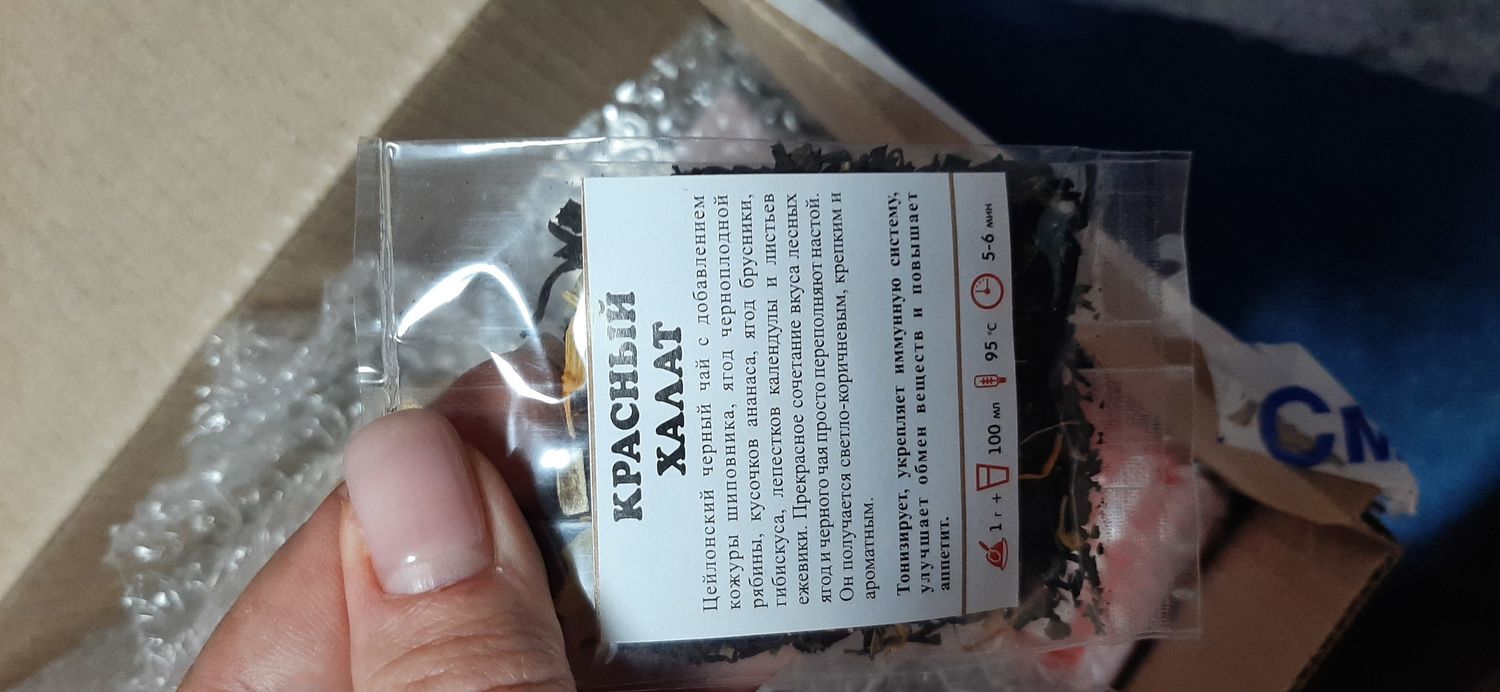 КРАСНЫЙ
ХАЛАТ
Цейлонский черный чай с добавлением
кожуры шиповника, ягод черноплодной
рябины, кусочков ананаса, ягод брусники,
гибискуса, лепестков календулы и листьев
ежевики. Прекрасное сочетание вкуса лесных
ягод и черного чая просто переполняют настой.
Он получается светло-коричневым, крепким и
ароматным.
Тонизирует, укрепляет иммунную систему,
улучшает обмен веществ и повышает
аппетит.
1 г + 100 мл 95 °С 5-6 мин
СМ